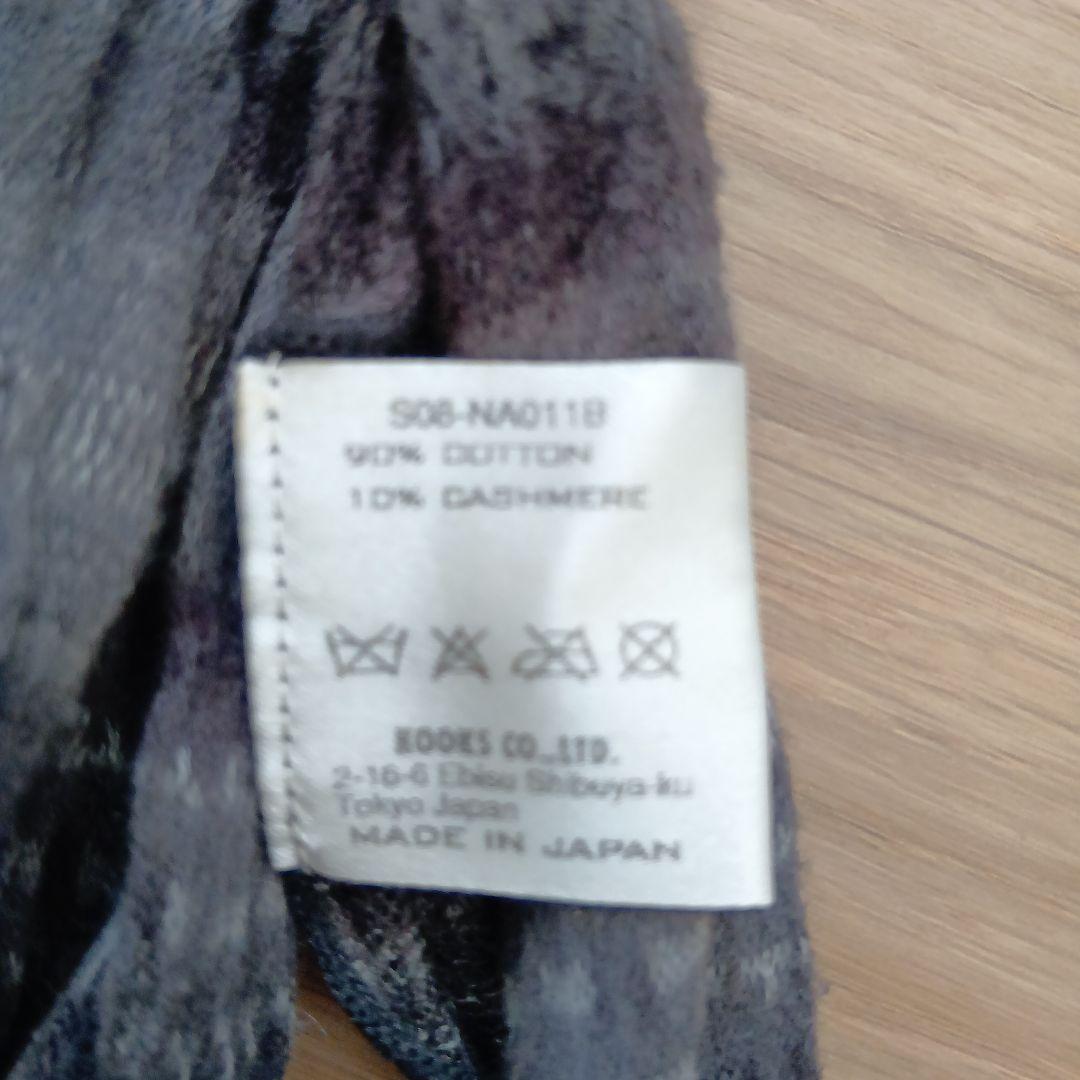 S08-NA011B
90% COTTON
10% CASHMERE
HOOKS CO.,LTD.
2-16-6 Ebisu Shibuya-ku
Tokyo Japan
MADE IN JAPAN